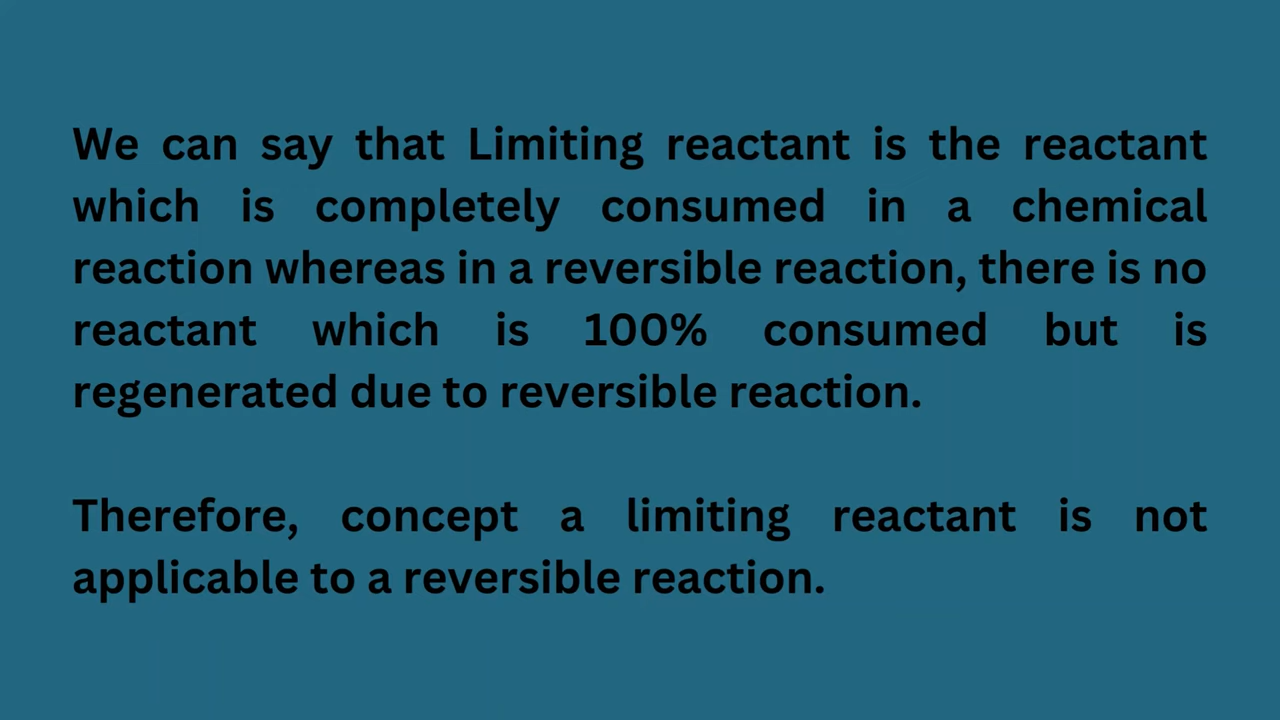 We can say that Limiting reactant is the reactant
which is completely consumed in a chemical
reaction whereas in a reversible reaction, there is no
reactant which is 100% consumed but is
regenerated due to reversible reaction.
Therefore, concept a limiting reactant is not
applicable to a reversible reaction.